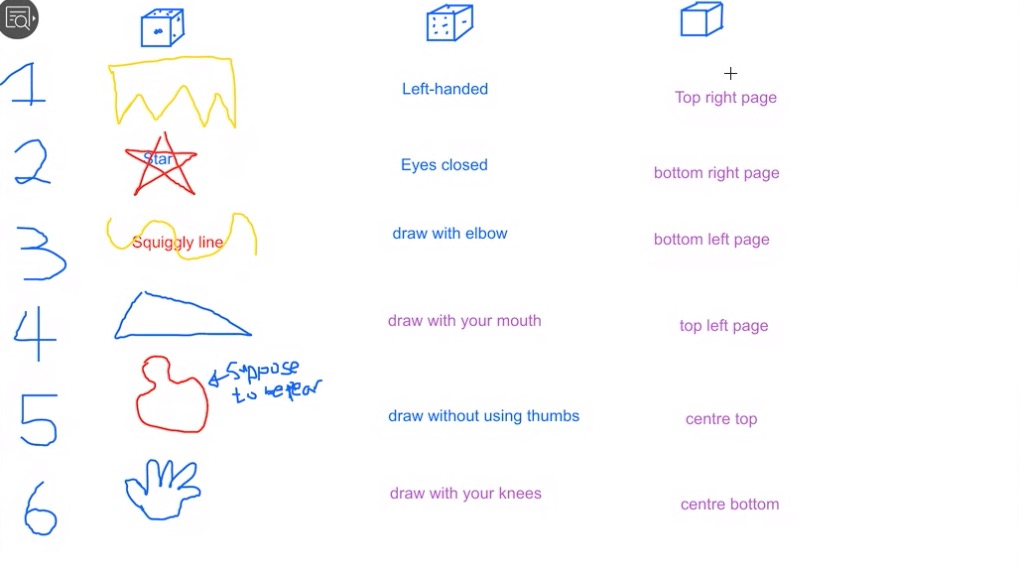 1
Left-handed
Top right page
2
Star
Eyes closed
bottom right page
3
Squiggly line
draw with elbow
bottom left page
4
draw with your mouth
top left page
Suppose
to be pear
5
draw without using thumbs
centre top
6
draw with your knees
centre bottom